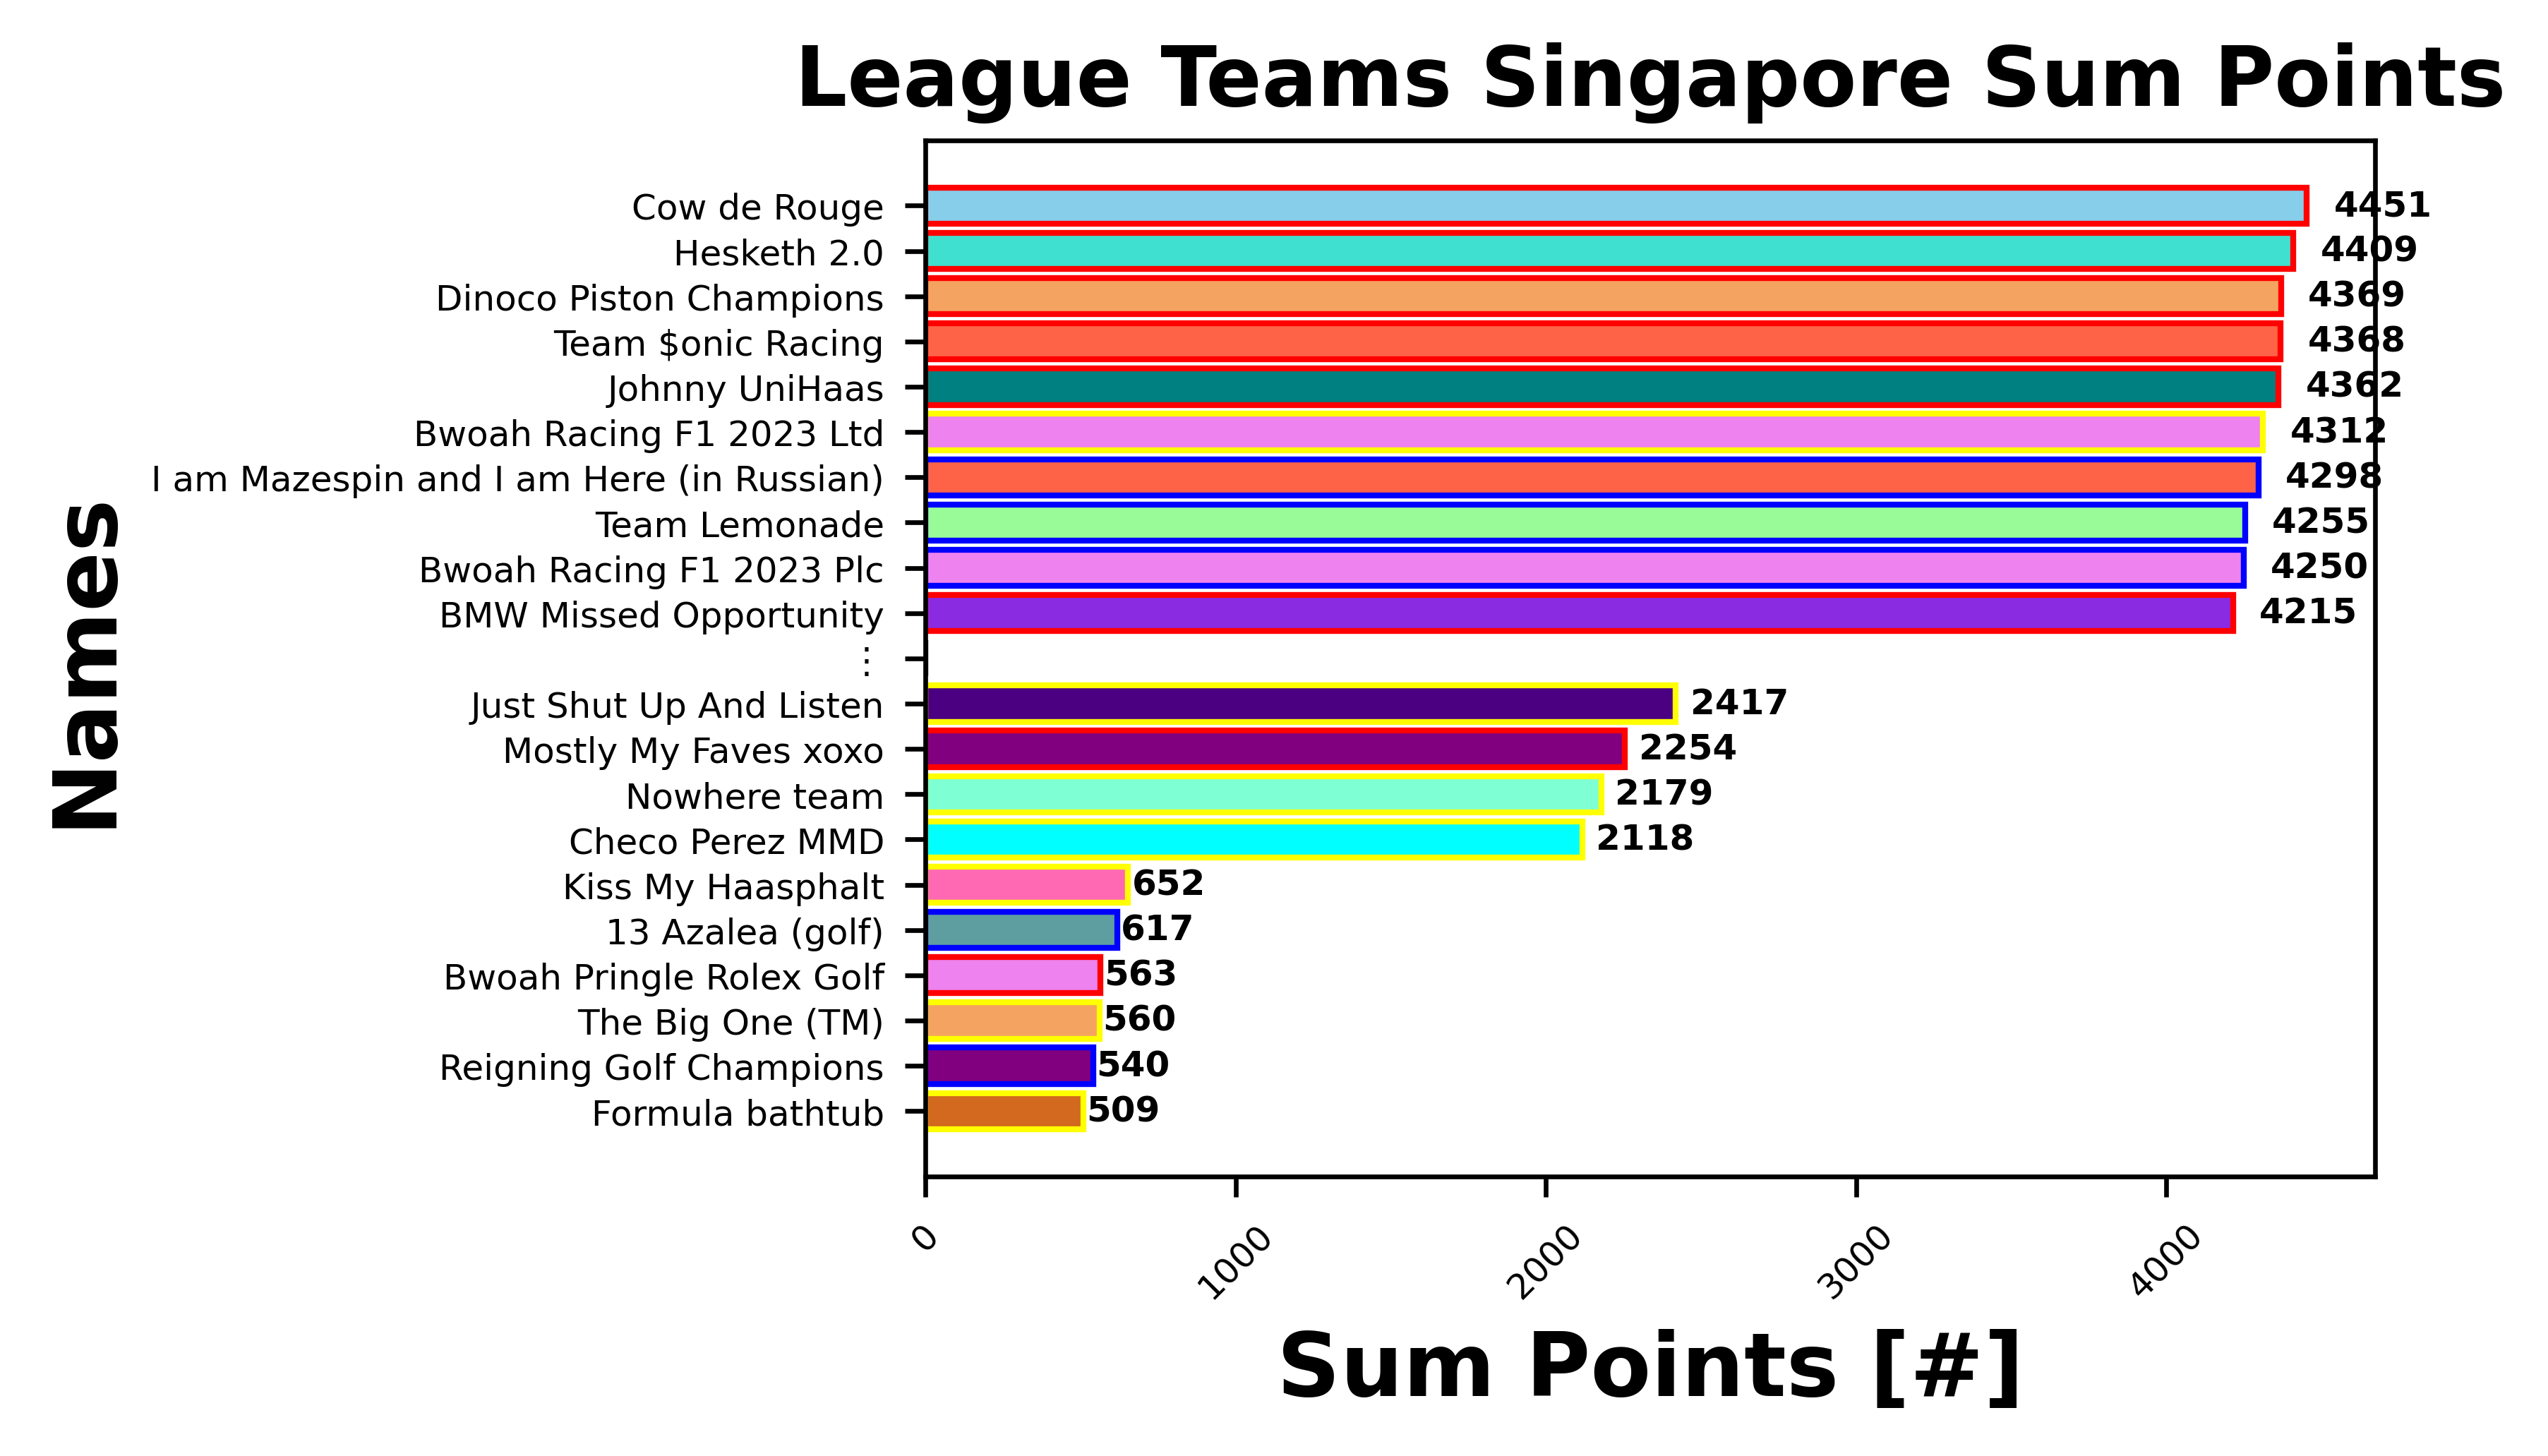 League Teams Singapore Sum Points
Names
Cow de Rouge 4451
Hesketh 2.0 4409
Dinoco Piston Champions 4369
Team $onic Racing 4368
Johnny UniHaas 4362
Bwoah Racing F1 2023 Ltd 4312
I am Mazespin and I am Here (in Russian) 4298
Team Lemonade 4255
Bwoah Racing F1 2023 Plc 4250
BMW Missed Opportunity 4215
⋮
Just Shut Up And Listen 2417
Mostly My Faves xoxo 2254
Nowhere team 2179
Checo Perez MMD 2118
Kiss My Haasphalt 652
13 Azalea (golf) 617
Bwoah Pringle Rolex Golf 563
The Big One (TM) 560
Reigning Golf Champions 540
Formula bathtub 509
0 1000 2000 3000 4000
Sum Points [#]